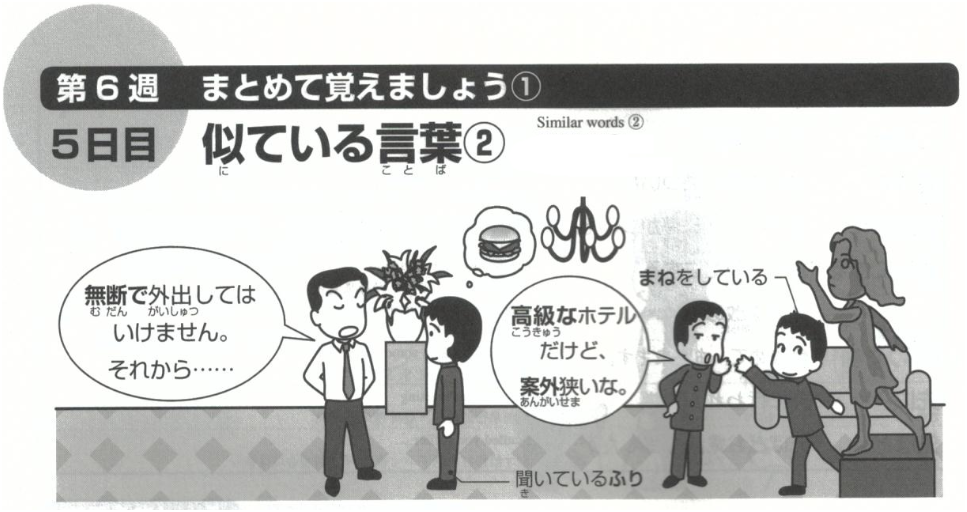 第6週 まとめて覚えましょう①
5日目 似ている言葉②
に ことば
Similar words ②
無断で外出しては
むだん がいしゅつ
いけません。
それから……
高級なホテル
こうきゅう
だけど、
案外狭いな。
あんがいせま
まねをしている
聞いているふり
き